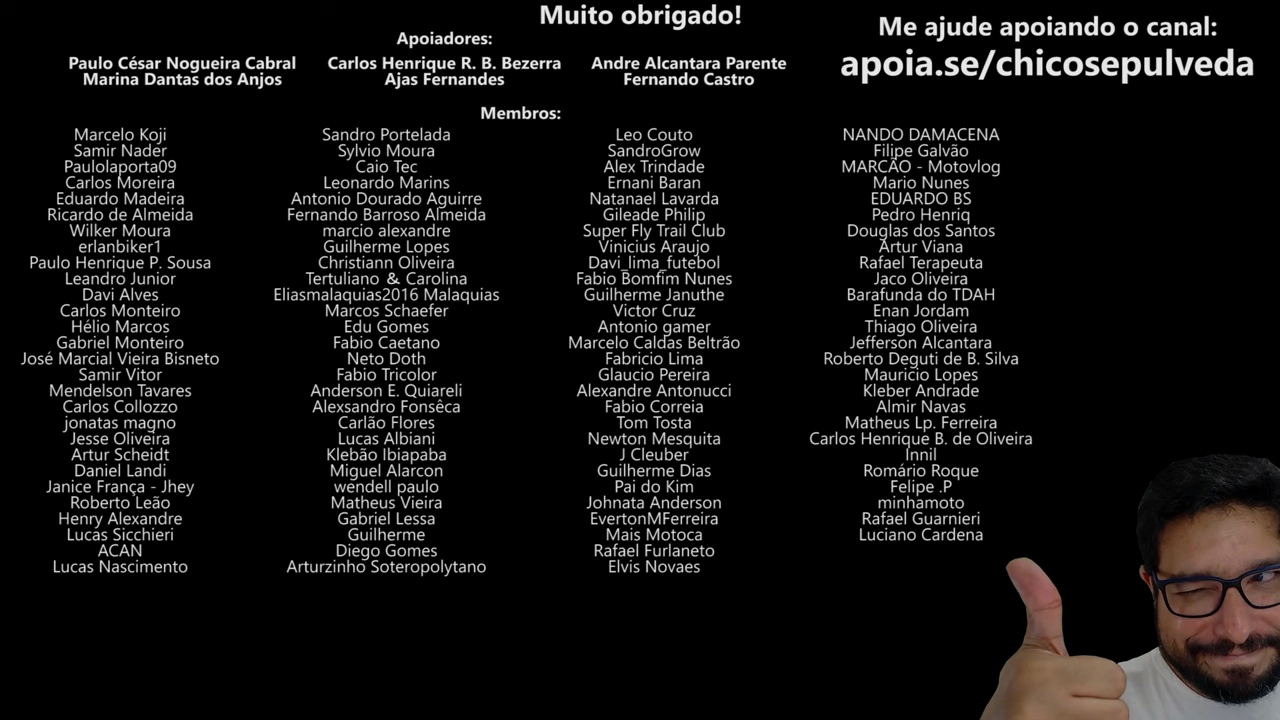 Muito obrigado!
Me ajude apoiando o canal:
apoia.se/chicosepulveda
Apoiadores:
Paulo César Nogueira Cabral
Marina Dantas dos Anjos
Carlos Henrique R. B. Bezerra
Ajas Fernandes
Andre Alcantara Parente
Fernando Castro
Membros:
Marcelo Koji
Samir Nader
Paulolaporta09
Carlos Moreira
Eduardo Madeira
Ricardo de Almeida
Wilker Moura
erlanbiker1
Paulo Henrique P. Sousa
Leandro Junior
Davi Alves
Carlos Monteiro
Hélio Marcos
Gabriel Monteiro
José Marcial Vieira Bisneto
Samir Vitor
Mendelson Tavares
Carlos Collozzo
jonatas magno
Jesse Oliveira
Artur Scheidt
Daniel Landi
Janice França - Jhey
Roberto Leão
Henry Alexandre
Lucas Sicchieri
ACAN
Lucas Nascimento
Sandro Portelada
Sylvio Moura
Caio Tec
Leonardo Marins
Antonio Dourado Aguirre
Fernando Barroso Almeida
marcio alexandre
Guilherme Lopes
Christiann Oliveira
Tertuliano & Carolina
Eliasmalaquias2016 Malaquias
Marcos Schaefer
Edu Gomes
Fabio Caetano
Neto Doth
Fabio Tricolor
Anderson E. Quiareli
Alexsandro Fonsêca
Carlão Flores
Lucas Albiani
Klebão Ibiapaba
Miguel Alarcon
wendell paulo
Matheus Vieira
Gabriel Lessa
Guilherme
Diego Gomes
Arturzinho Soteropolytano
Leo Couto
SandroGrow
Alex Trindade
Ernani Baran
Natanael Lavarda
Gileade Philip
Super Fly Trail Club
Vinicius Araujo
Davi_lima_futebol
Fabio Bomfim Nunes
Guilherme Januthe
Victor Cruz
Antonio gamer
Marcelo Caldas Beltrão
Fabricio Lima
Glaucio Pereira
Alexandre Antonucci
Fabio Correia
Tom Tosta
Newton Mesquita
J Cleuber
Guilherme Dias
Pai do Kim
Johnata Anderson
EvertonMFerreira
Mais Motoca
Rafael Furlaneto
Elvis Novaes
NANDO DAMACENA
Filipe Galvão
MARCÃO - Motovlog
Mario Nunes
EDUARDO BS
Pedro Henriq
Douglas dos Santos
Artur Viana
Rafael Terapeuta
Jaco Oliveira
Barafunda do TDAH
Enan Jordam
Thiago Oliveira
Jefferson Alcantara
Roberto Deguti de B. Silva
Mauricio Lopes
Kleber Andrade
Almir Navas
Matheus Lp. Ferreira
Carlos Henrique B. de Oliveira
Innil
Romário Roque
Felipe .P
minhamoto
Rafael Guarnieri
Luciano Cardena